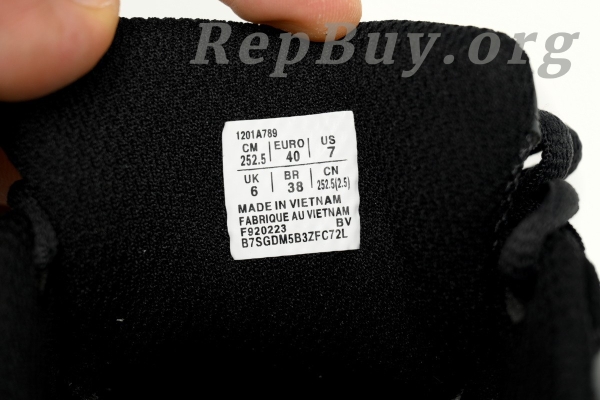 RepBuy.org
1201A789
CM EURO US
252.5 40 7
UK BR CN
6 38 252.5(2.5)
MADE IN VIETNAM
FABRIQUE AU VIETNAM
F920223 BV
B7SGDM5B3ZFC72L